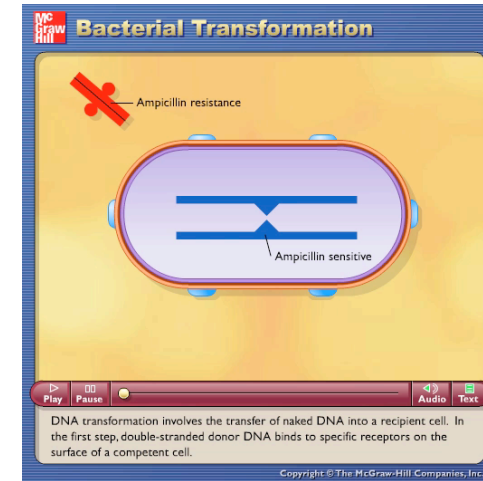 Mc
Graw
Hill
Bacterial Transformation
Ampicillin resistance
Ampicillin sensitive
Play
Pause
Audio
Text
DNA transformation involves the transfer of naked DNA into a recipient cell. In
the first step, double-stranded donor DNA binds to specific receptors on the
surface of a competent cell.
Copyright © The McGraw-Hill Companies, Inc.